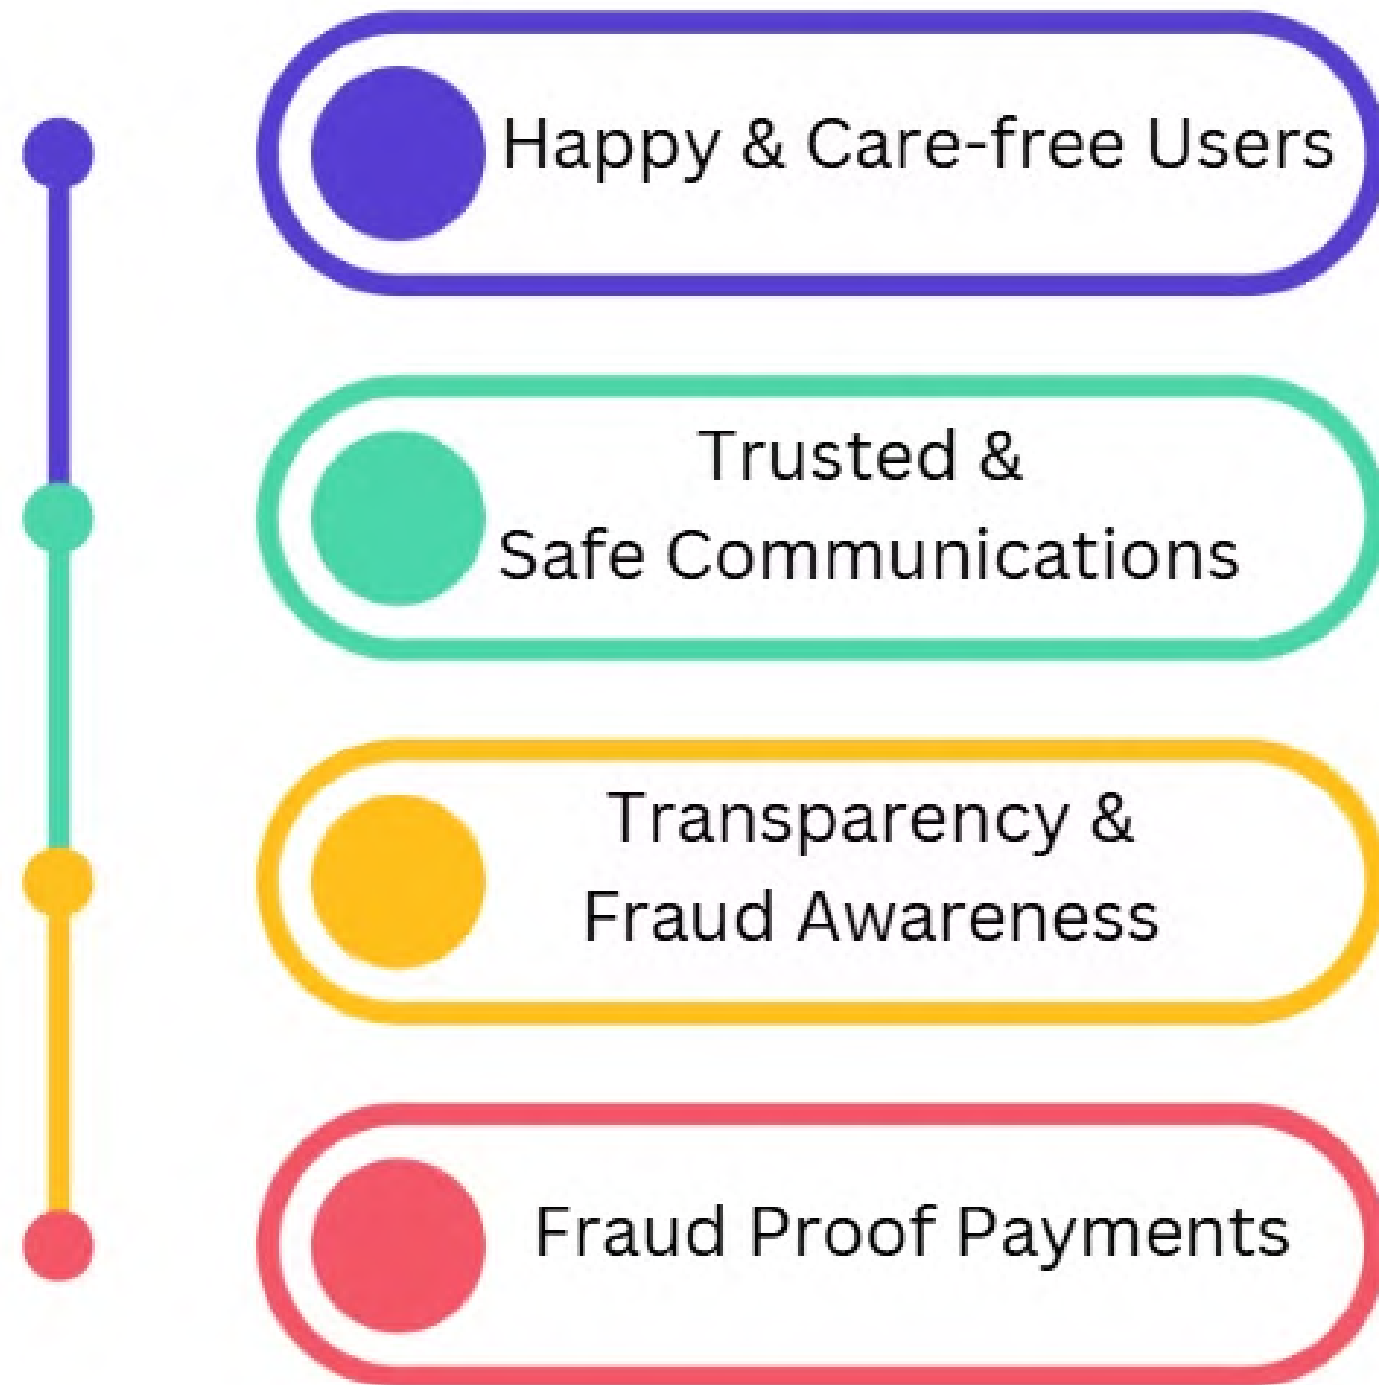 Happy & Care-free Users
Trusted &
Safe Communications
Transparency &
Fraud Awareness
Fraud Proof Payments